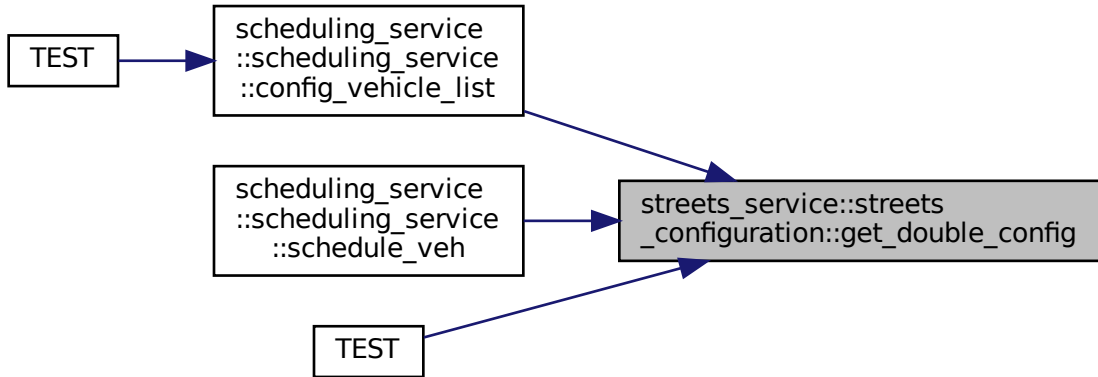 TEST
scheduling_service
::scheduling_service
::config_vehicle_list
scheduling_service
::scheduling_service
::schedule_veh
TEST
streets_service::streets
_configuration::get_double_config